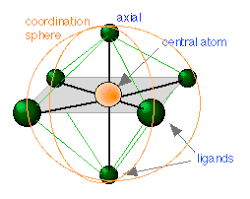 axial
coordination
sphere
central atom
ligands